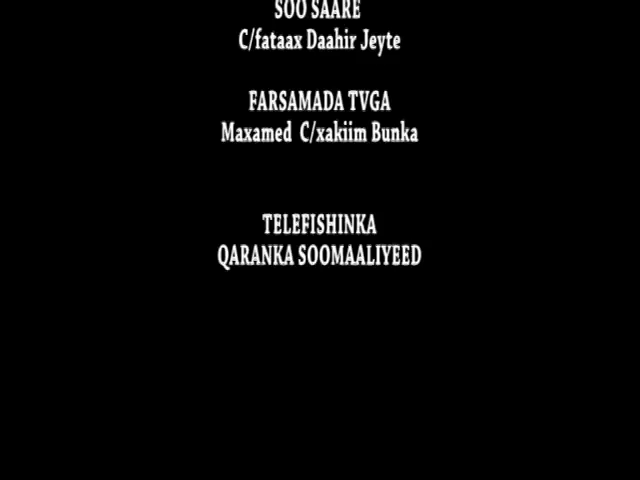 SOO SAARE
C/fataax Daahir Jeyte
FARSAMADA TVGA
Maxamed C/xakiim Bunka
TELEFISHINKA
QARANKA SOOMAALIYEED